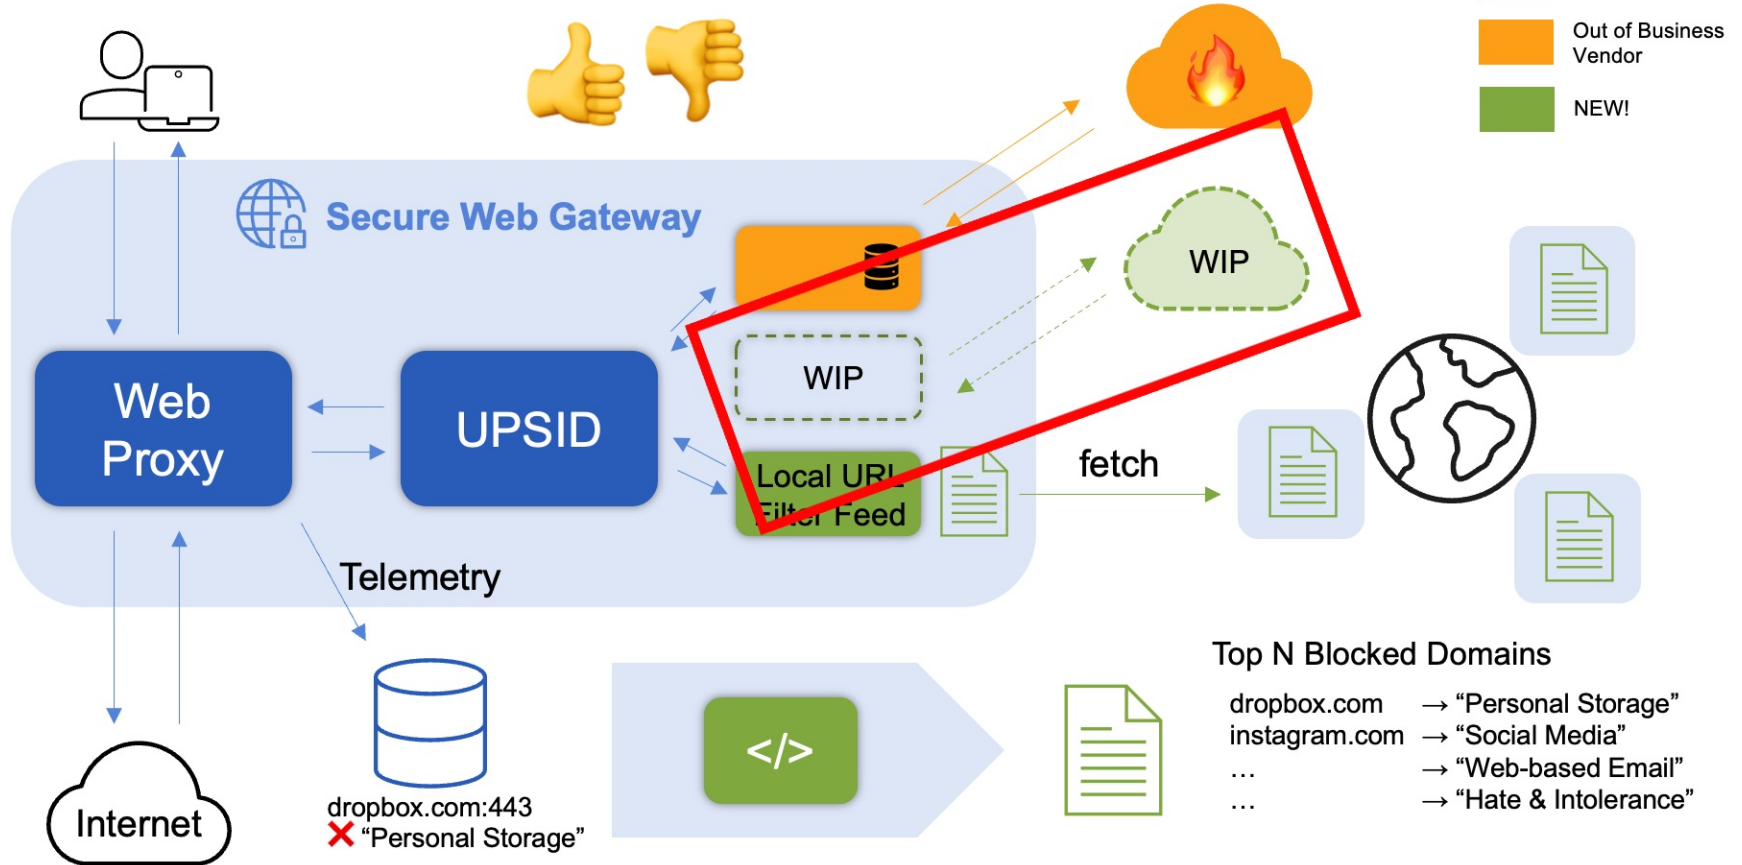 Out of Business
Vendor
NEW!
Secure Web Gateway
WIP
Web
Proxy
UPSID
WIP
Local URL
Filter Feed
fetch
Telemetry
Internet
dropbox.com:443
❌ “Personal Storage”
</>
Top N Blocked Domains
dropbox.com → “Personal Storage”
instagram.com → “Social Media”
... → “Web-based Email”
... → “Hate & Intolerance”